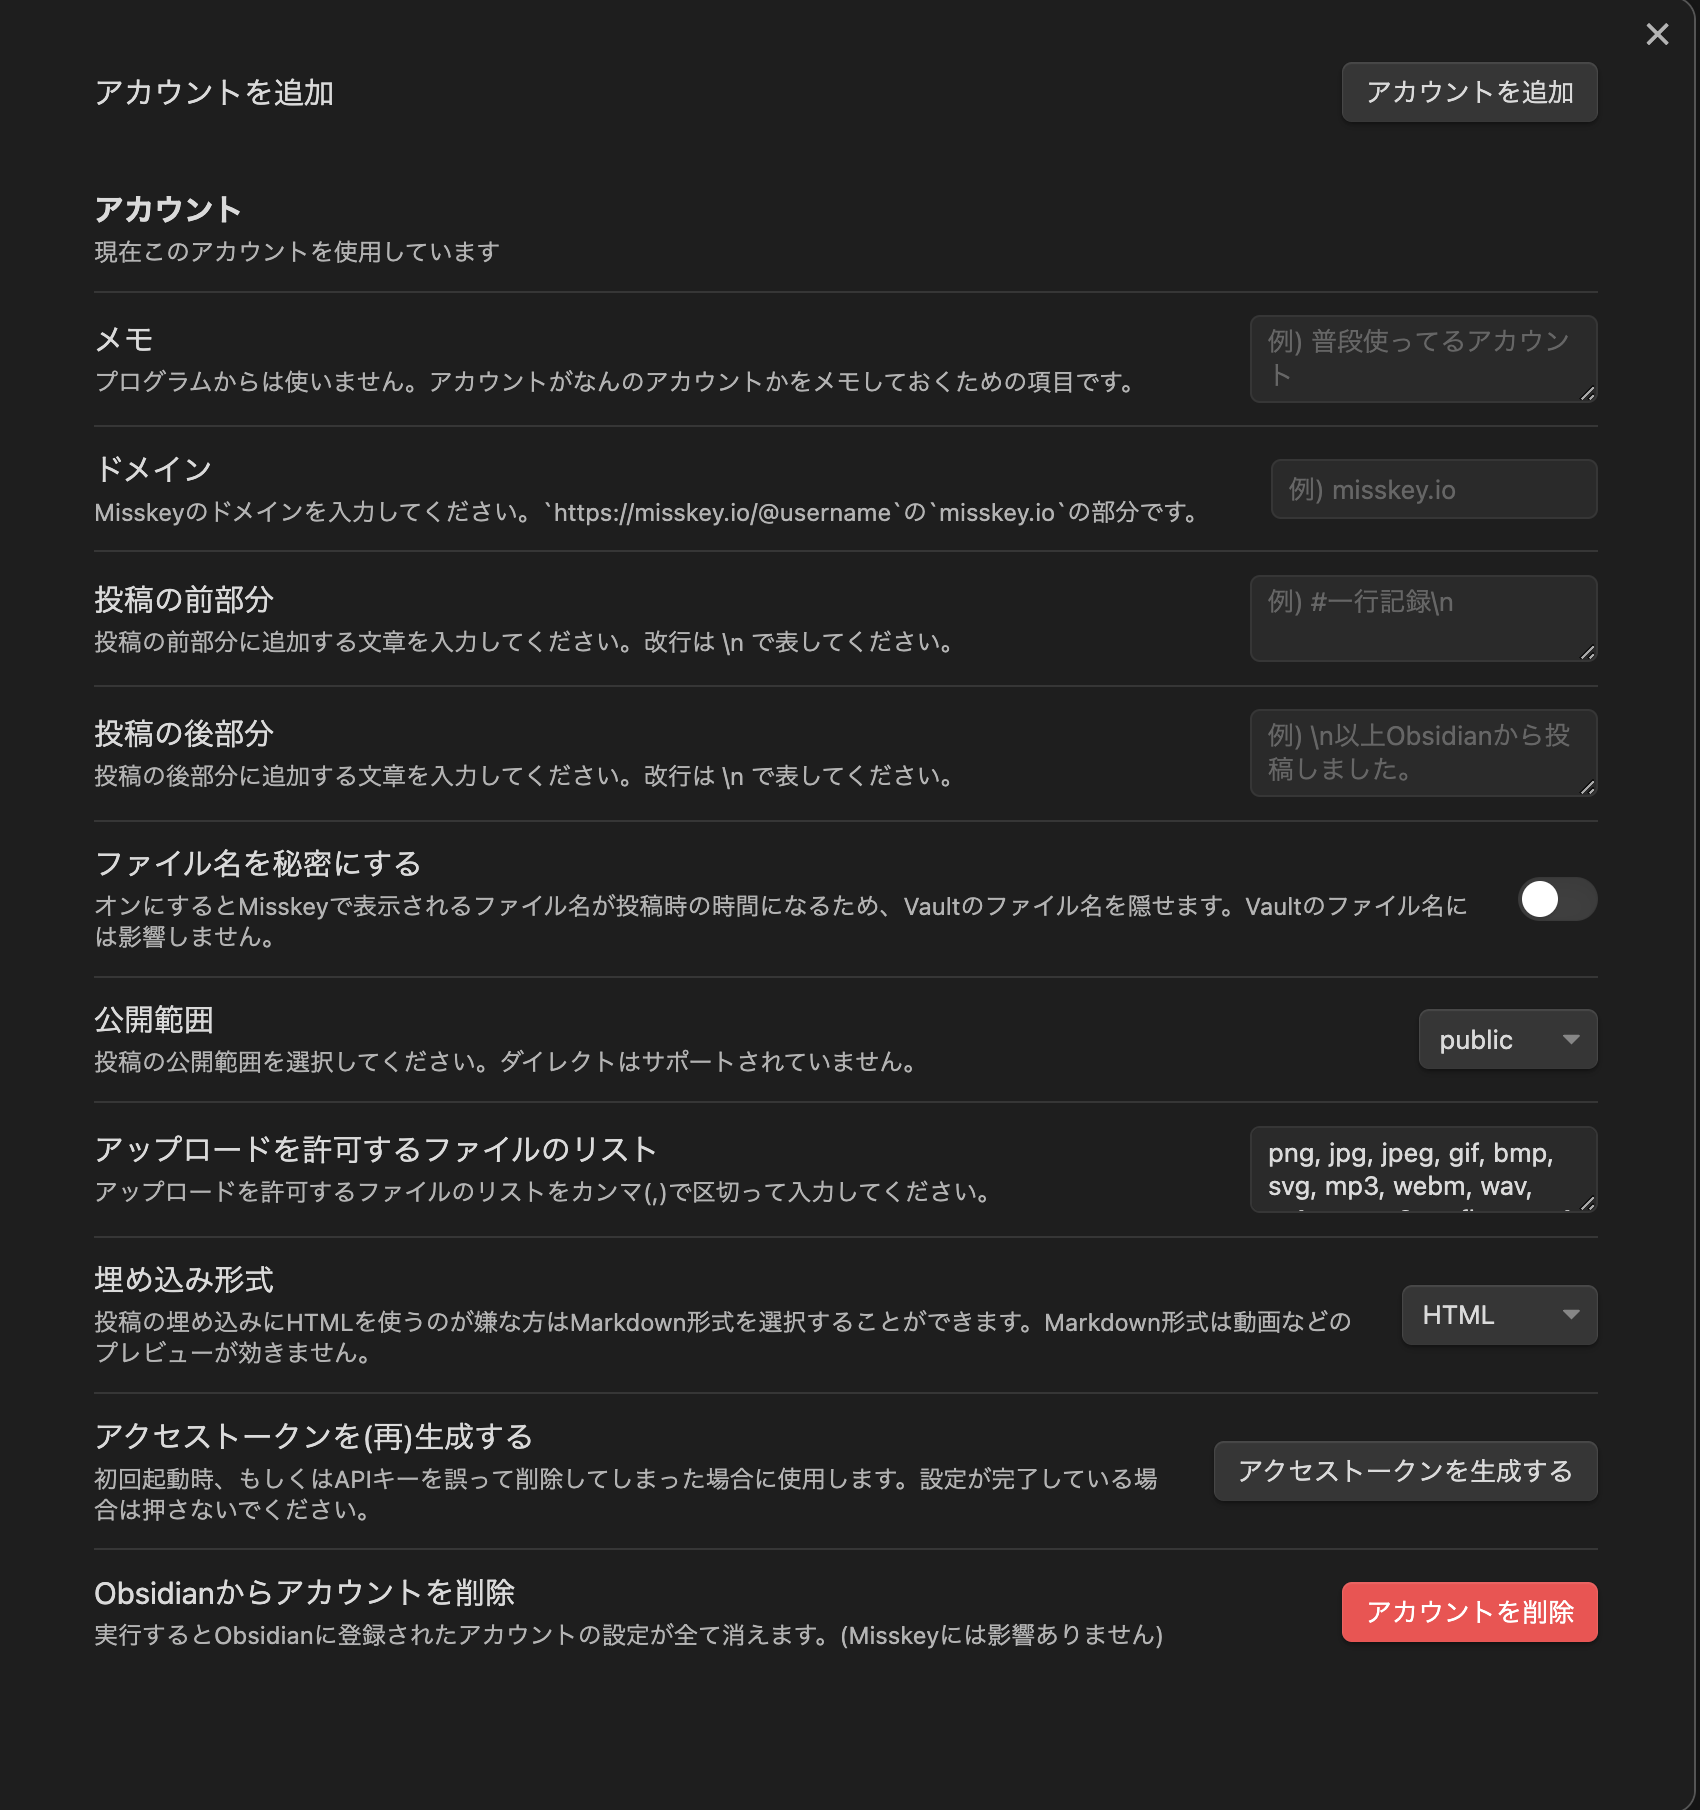 アカウントを追加
アカウントを追加
アカウント
現在このアカウントを使用しています
メモ
プログラムからは使いません。アカウントがなんのアカウントかをメモしておくための項目です。
例) 普段使ってるアカウン
ト
ドメイン
Misskeyのドメインを入力してください。`https://misskey.io/@username`の`misskey.io`の部分です。
例) misskey.io
投稿の前部分
投稿の前部分に追加する文章を入力してください。改行は \n で表してください。
例) #一行記録\n
投稿の後部分
投稿の後部分に追加する文章を入力してください。改行は \n で表してください。
例) \n以上Obsidianから投
稿しました。
ファイル名を秘密にする
オンにするとMisskeyで表示されるファイル名が投稿時の時間になるため、Vaultのファイル名を隠せます。Vaultのファイル名に
は影響しません。
公開範囲
投稿の公開範囲を選択してください。ダイレクトはサポートされていません。
public
アップロードを許可するファイルのリスト
アップロードを許可するファイルのリストをカンマ(,)で区切って入力してください。
png, jpg, jpeg, gif, bmp,
svg, mp3, webm, wav,
埋め込み形式
投稿の埋め込みにHTMLを使うのが嫌な方はMarkdown形式を選択することができます。Markdown形式は動画などの
プレビューが効きません。
HTML
アクセストークンを(再)生成する
初回起動時、もしくはAPIキーを誤って削除してしまった場合に使用します。設定が完了している場
合は押さないでください。
アクセストークンを生成する
Obsidianからアカウントを削除
実行するとObsidianに登録されたアカウントの設定が全て消えます。(Misskeyには影響ありません)
アカウントを削除